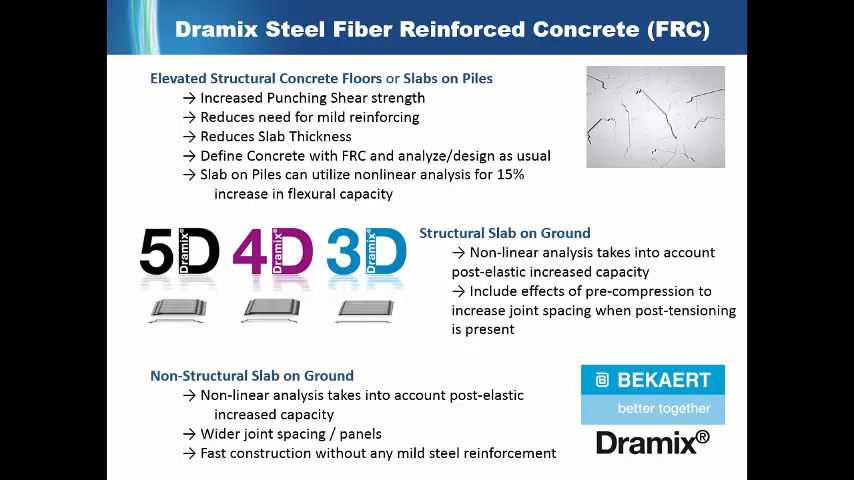 Dramix Steel Fiber Reinforced Concrete (FRC)
Elevated Structural Concrete Floors or Slabs on Piles
→ Increased Punching Shear strength
→ Reduces need for mild reinforcing
→ Reduces Slab Thickness
→ Define Concrete with FRC and analyze/design as usual
→ Slab on Piles can utilize nonlinear analysis for 15%
increase in flexural capacity
5D Dramix®
4D Dramix®
3D Dramix®
Structural Slab on Ground
→ Non-linear analysis takes into account
post-elastic increased capacity
→ Include effects of pre-compression to
increase joint spacing when post-tensioning
is present
Non-Structural Slab on Ground
→ Non-linear analysis takes into account post-elastic
increased capacity
→ Wider joint spacing / panels
→ Fast construction without any mild steel reinforcement
BEKAERT
better together
Dramix®